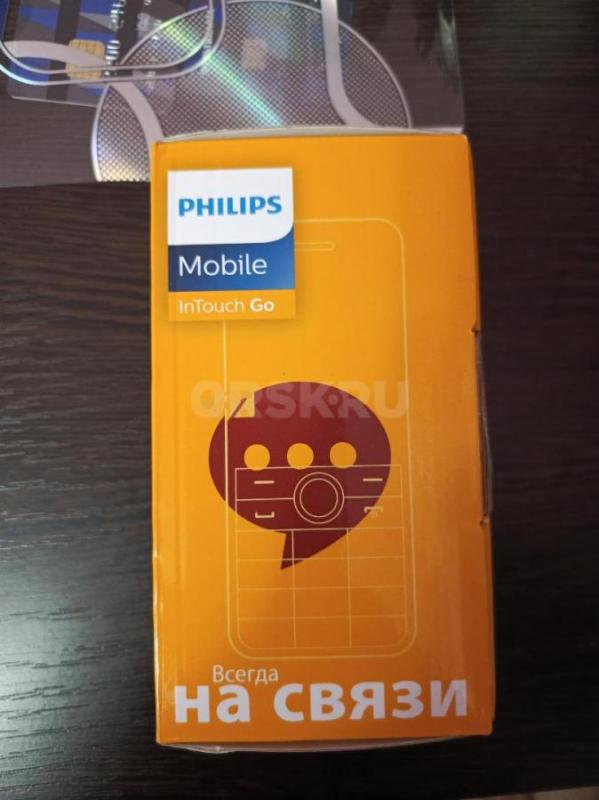 PHILIPS
Mobile
InTouch Go
ORSK.RU
Всегда
на связи